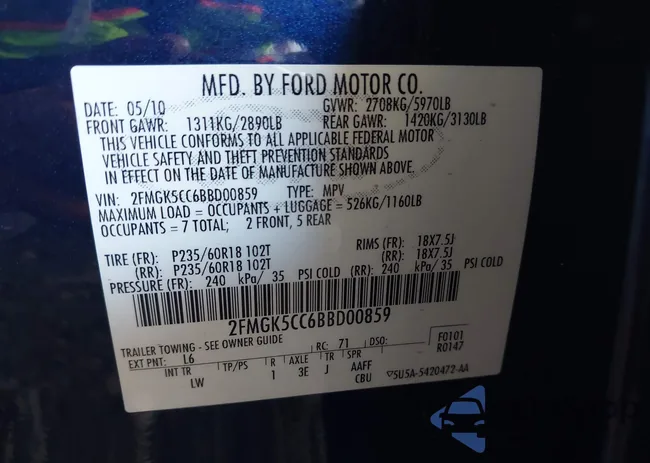 MFD. BY FORD MOTOR CO.
DATE: 05/10 GVWR: 2708KG/5970LB
FRONT GAWR: 1311KG/2890LB REAR GAWR: 1420KG/3130LB
THIS VEHICLE CONFORMS TO ALL APPLICABLE FEDERAL MOTOR
VEHICLE SAFETY AND THEFT PREVENTION STANDARDS
IN EFFECT ON THE DATE OF MANUFACTURE SHOWN ABOVE.
VIN: 2FMGK5CC6BBD00859 TYPE: MPV
MAXIMUM LOAD = OCCUPANTS + LUGGAGE = 526KG/1160LB
OCCUPANTS = 7 TOTAL; 2 FRONT, 5 REAR
TIRE (FR): P235/60R18 102T RIMS (FR): 18X7.5J
(RR): P235/60R18 102T (RR): 18X7.5J
PRESSURE (FR): 240 kPa/ 35 PSI COLD (RR): 240 kPa/ 35 PSI COLD
2FMGK5CC6BBD00859
TRAILER TOWING - SEE OWNER GUIDE
EXT PNT: L6 RC: 71 DSO: F0101
R0147
INT TR TP/PS R AXLE TR SPR
LW 1 3E J AAFF
CBU
5U5A-5420472-AA